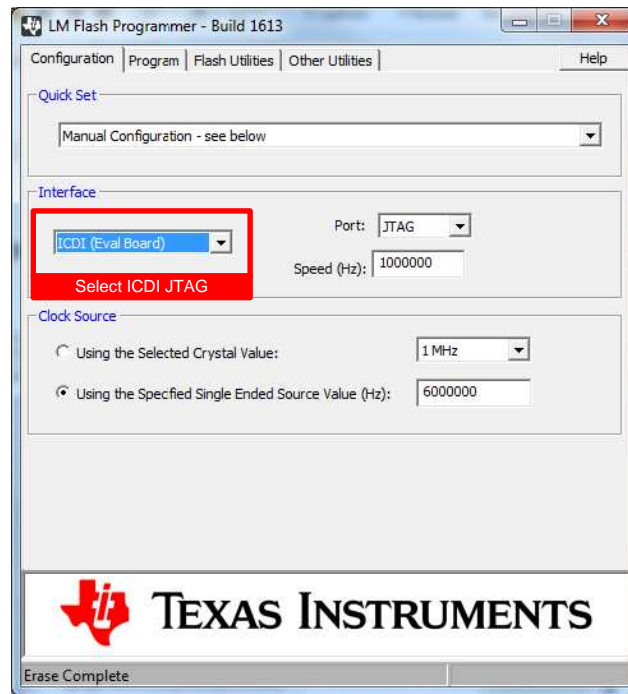 LM Flash Programmer - Build 1613
Configuration Program Flash Utilities Other Utilities Help
Quick Set
Manual Configuration - see below
Interface
ICDI (Eval Board)
Port: JTAG
Speed (Hz): 1000000
Select ICDI JTAG
Clock Source
Using the Selected Crystal Value: 1 MHz
Using the Specfied Single Ended Source Value (Hz): 6000000
TEXAS INSTRUMENTS
Erase Complete